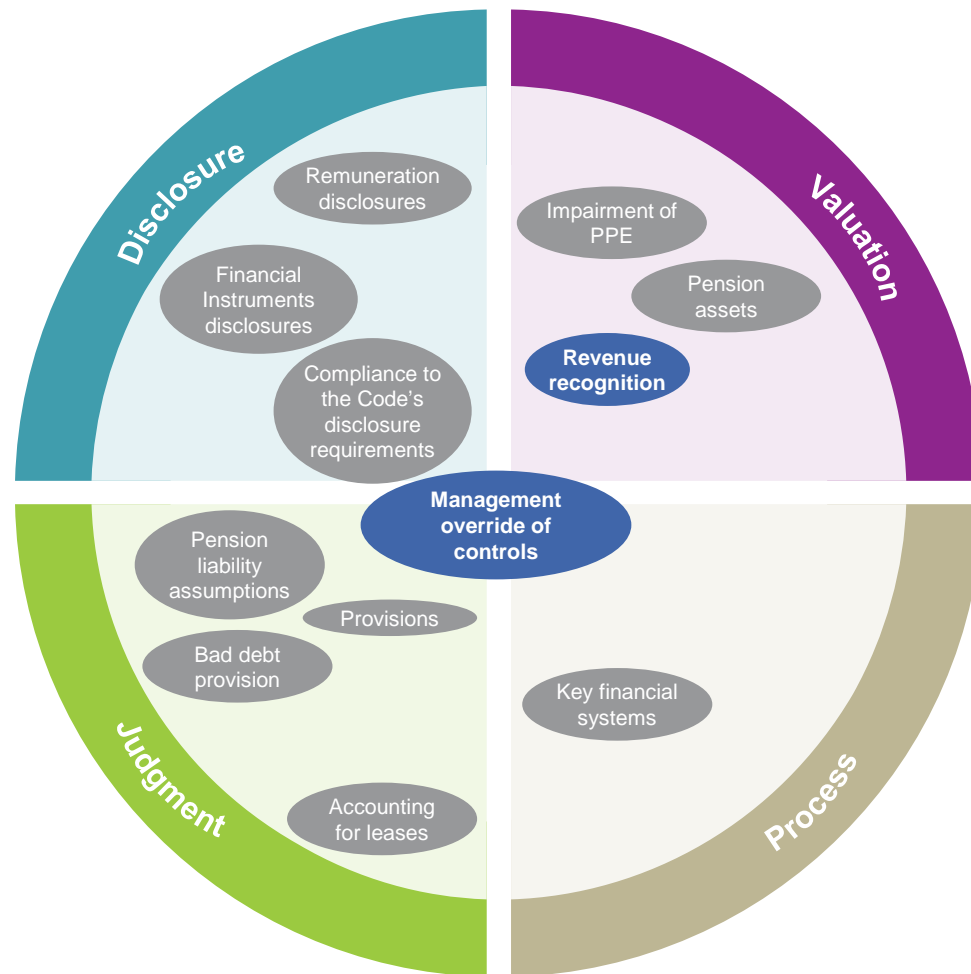 Disclosure
Remuneration
disclosures
Financial
Instruments
disclosures
Compliance to
the Code's
disclosure
requirements
Valuation
Impairment of
PPE
Pension
assets
Revenue
recognition
Management
override of
controls
Judgment
Pension
liability
assumptions
Provisions
Bad debt
provision
Accounting
for leases
Process
Key financial
systems